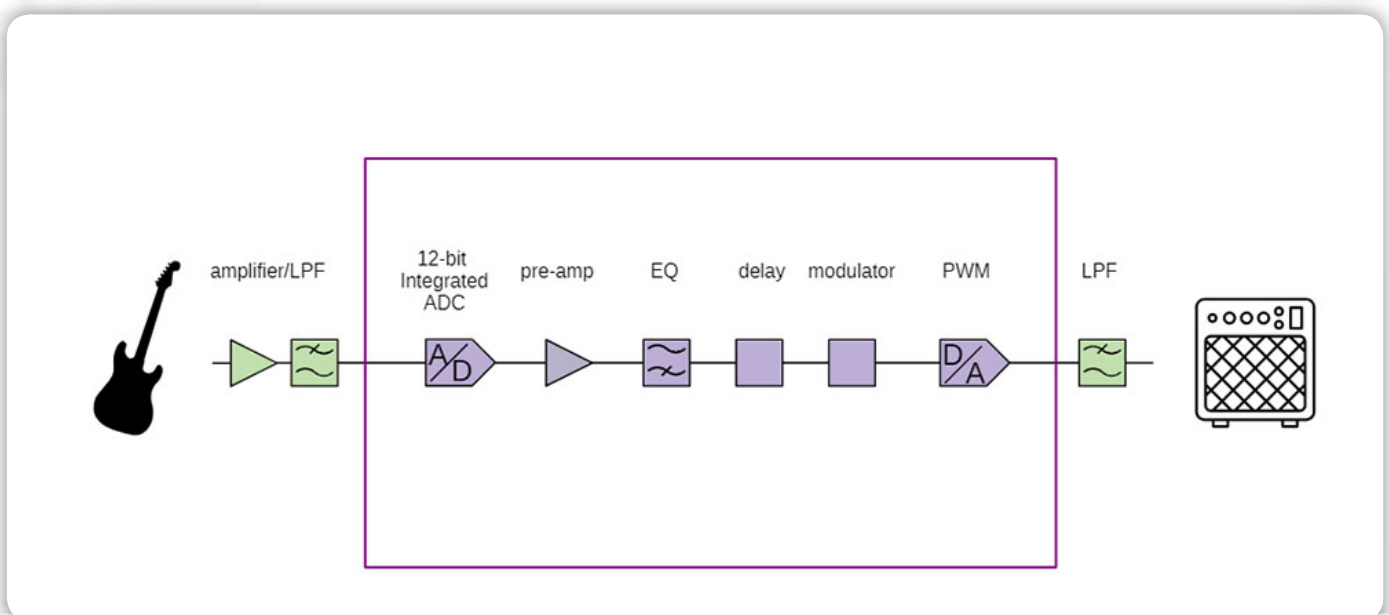 amplifier/LPF
12-bit
Integrated
ADC
pre-amp
EQ
delay
modulator
PWM
LPF
A/D
D/A